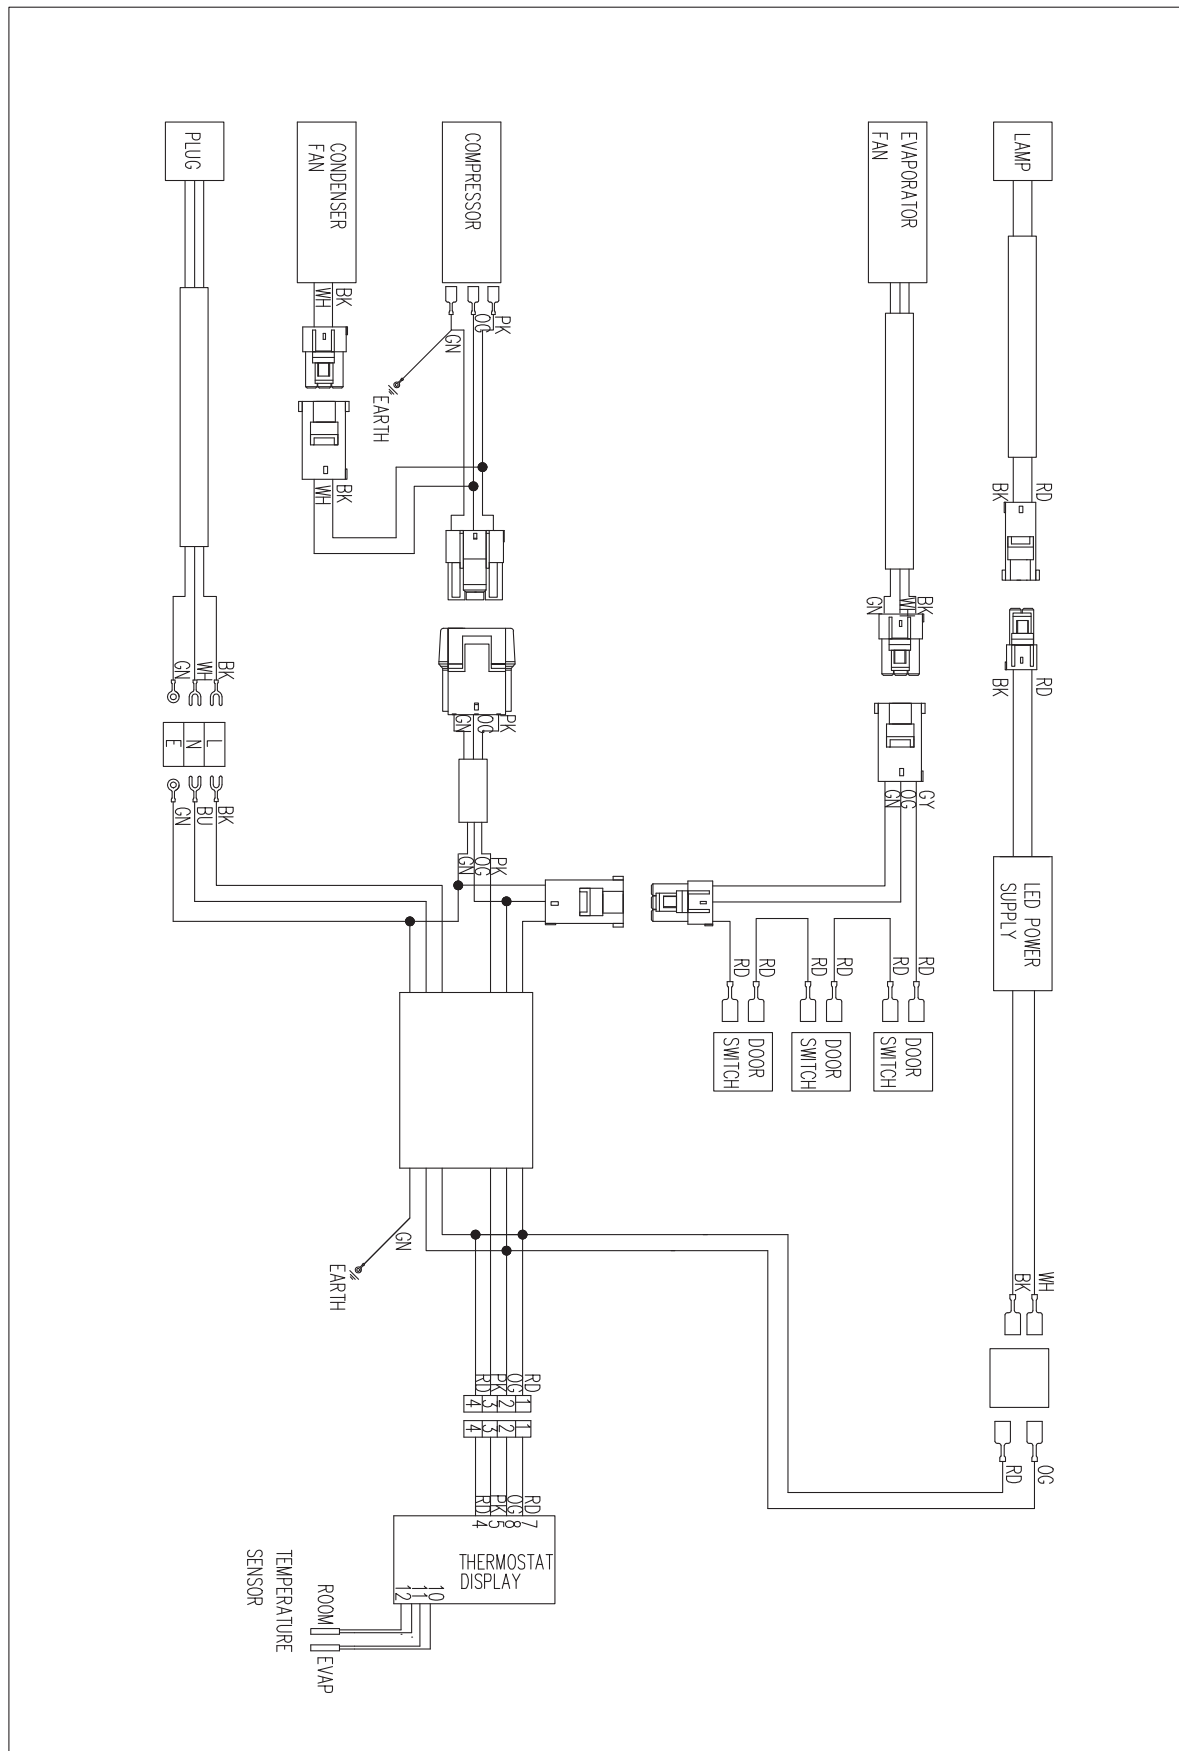 PLUG
CONDENSER
FAN
COMPRESSOR
EVAPORATOR
FAN
LAMP
BK
WH
PK
OG
GN
EARTH
BK
WH
RD
BK
BK
WH
GN
RD
BK
BK
WH
GN
L
N
E
BK
BU
GN
PK
OG
GN
PK
OG
GN
GY
OG
GN
LED POWER
SUPPLY
RD
RD
RD
RD
RD
RD
DOOR
SWITCH
DOOR
SWITCH
DOOR
SWITCH
GN
EARTH
WH
BK
RD
OG
PK
RD
1
2
3
4
1
2
3
4
OG
RD
RD
OG
PK
RD
7
8
5
4
THERMOSTAT
DISPLAY
10
11
12
TEMPERATURE
SENSOR
ROOM
EVAP